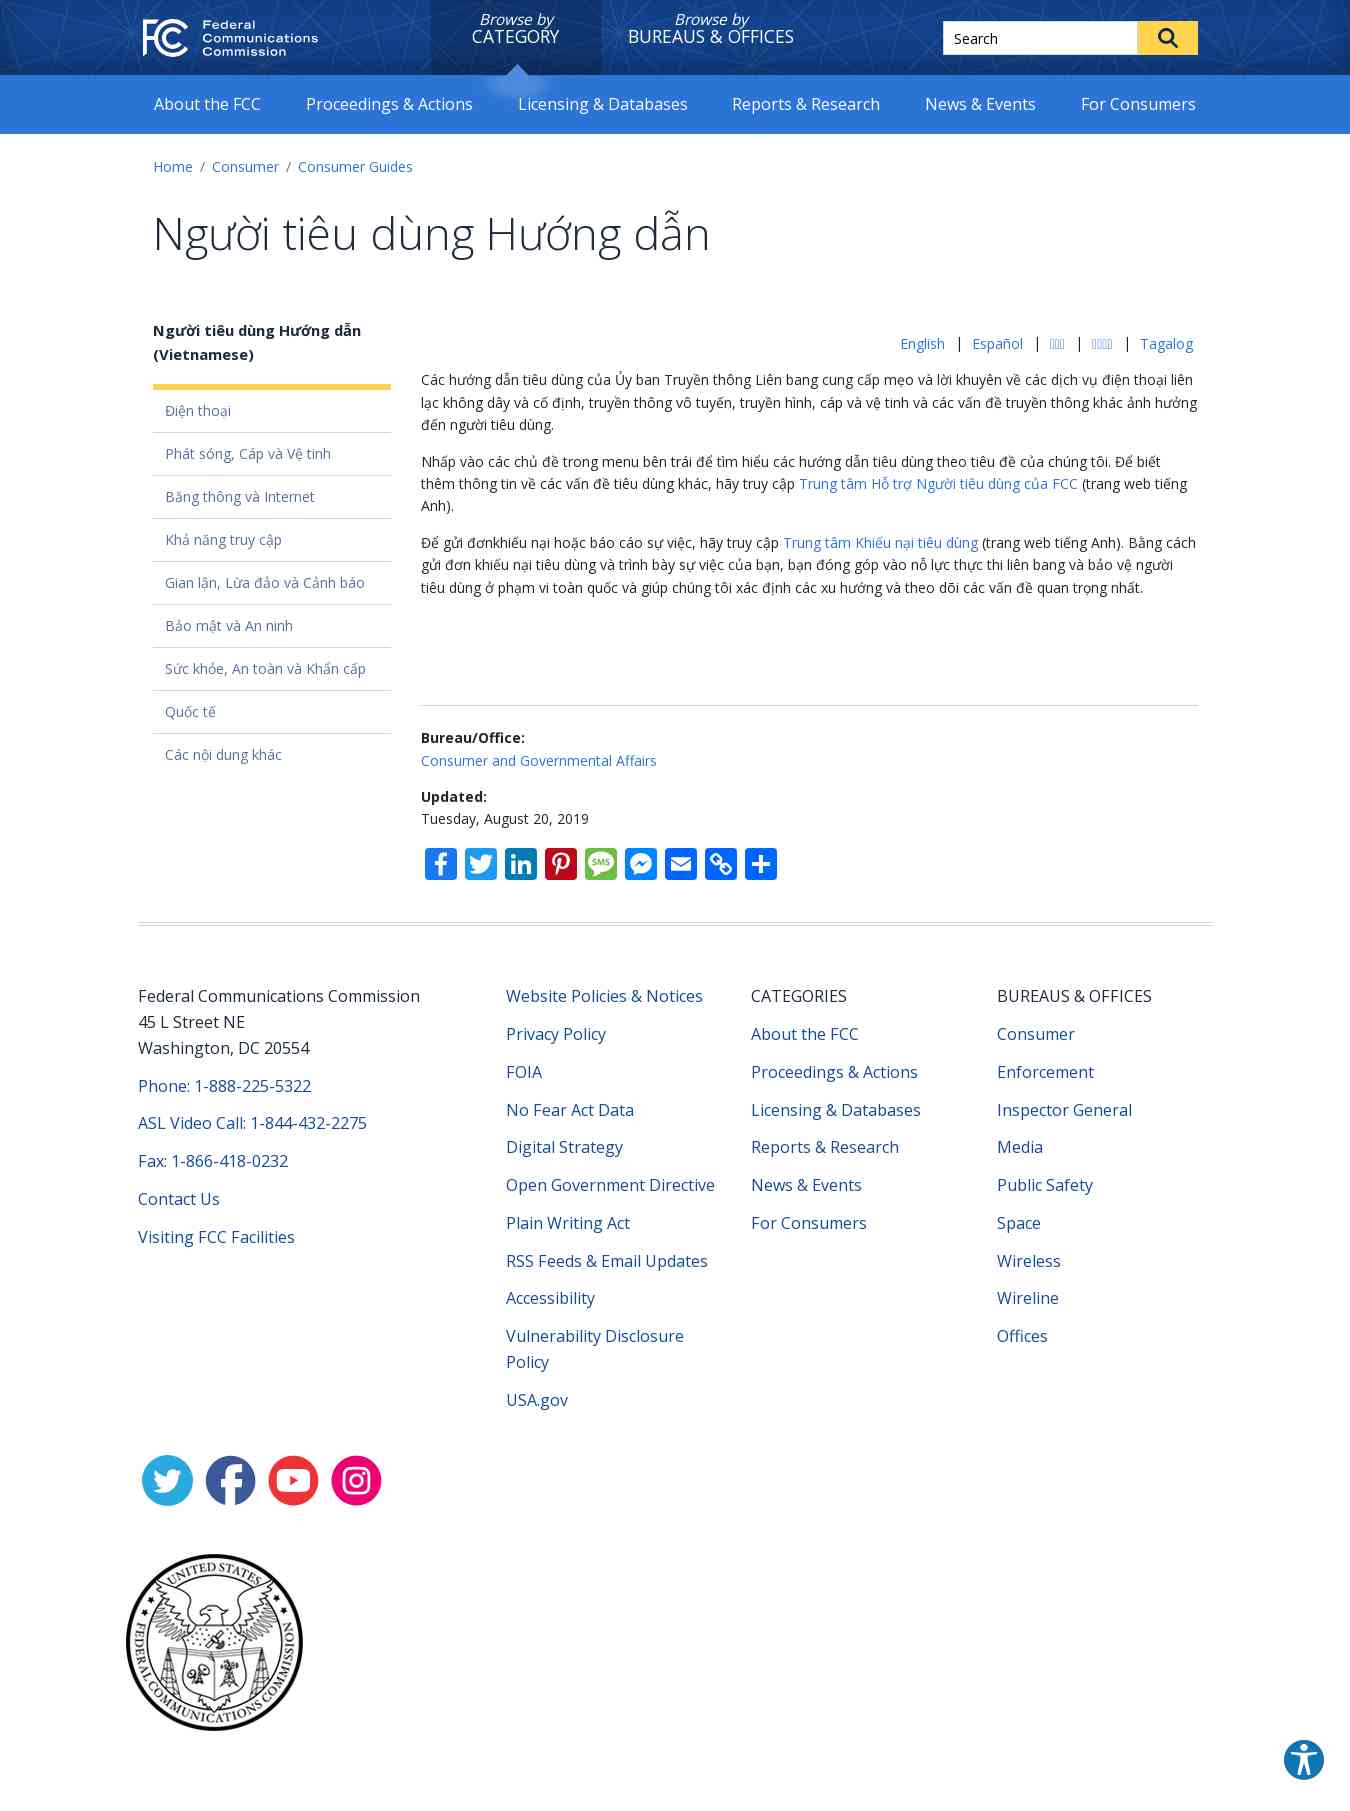 FCC Federal
Communications
Commission
Browse by
CATEGORY
Browse by
BUREAUS & OFFICES
Search
About the FCC
Proceedings & Actions
Licensing & Databases
Reports & Research
News & Events
For Consumers
Home / Consumer / Consumer Guides
Người tiêu dùng Hướng dẫn
Người tiêu dùng Hướng dẫn
(Vietnamese)
Điện thoại
Phát sóng, Cáp và Vệ tinh
Băng thông và Internet
Khả năng truy cập
Gian lận, Lừa đảo và Cảnh báo
Bảo mật và An ninh
Sức khỏe, An toàn và Khẩn cấp
Quốc tế
Các nội dung khác
English | Español | | | Tagalog
Các hướng dẫn tiêu dùng của Ủy ban Truyền thông Liên bang cung cấp mẹo và lời khuyên về các dịch vụ điện thoại liên
lạc không dây và cố định, truyền thông vô tuyến, truyền hình, cáp và vệ tinh và các vấn đề truyền thông khác ảnh hưởng
đến người tiêu dùng.
Nhấp vào các chủ đề trong menu bên trái để tìm hiểu các hướng dẫn tiêu dùng theo tiêu đề của chúng tôi. Để biết
thêm thông tin về các vấn đề tiêu dùng khác, hãy truy cập Trung tâm Hỗ trợ Người tiêu dùng của FCC (trang web tiếng
Anh).
Để gửi đơnkhiếu nại hoặc báo cáo sự việc, hãy truy cập Trung tâm Khiếu nại tiêu dùng (trang web tiếng Anh). Bằng cách
gửi đơn khiếu nại tiêu dùng và trình bày sự việc của bạn, bạn đóng góp vào nỗ lực thực thi liên bang và bảo vệ người
tiêu dùng ở phạm vi toàn quốc và giúp chúng tôi xác định các xu hướng và theo dõi các vấn đề quan trọng nhất.
Bureau/Office:
Consumer and Governmental Affairs
Updated:
Tuesday, August 20, 2019
SMS
Federal Communications Commission
45 L Street NE
Washington, DC 20554
Phone: 1-888-225-5322
ASL Video Call: 1-844-432-2275
Fax: 1-866-418-0232
Contact Us
Visiting FCC Facilities
Website Policies & Notices
Privacy Policy
FOIA
No Fear Act Data
Digital Strategy
Open Government Directive
Plain Writing Act
RSS Feeds & Email Updates
Accessibility
Vulnerability Disclosure
Policy
USA.gov
CATEGORIES
About the FCC
Proceedings & Actions
Licensing & Databases
Reports & Research
News & Events
For Consumers
BUREAUS & OFFICES
Consumer
Enforcement
Inspector General
Media
Public Safety
Space
Wireless
Wireline
Offices
UNITED STATES
FEDERAL COMMUNICATIONS COMMISSION